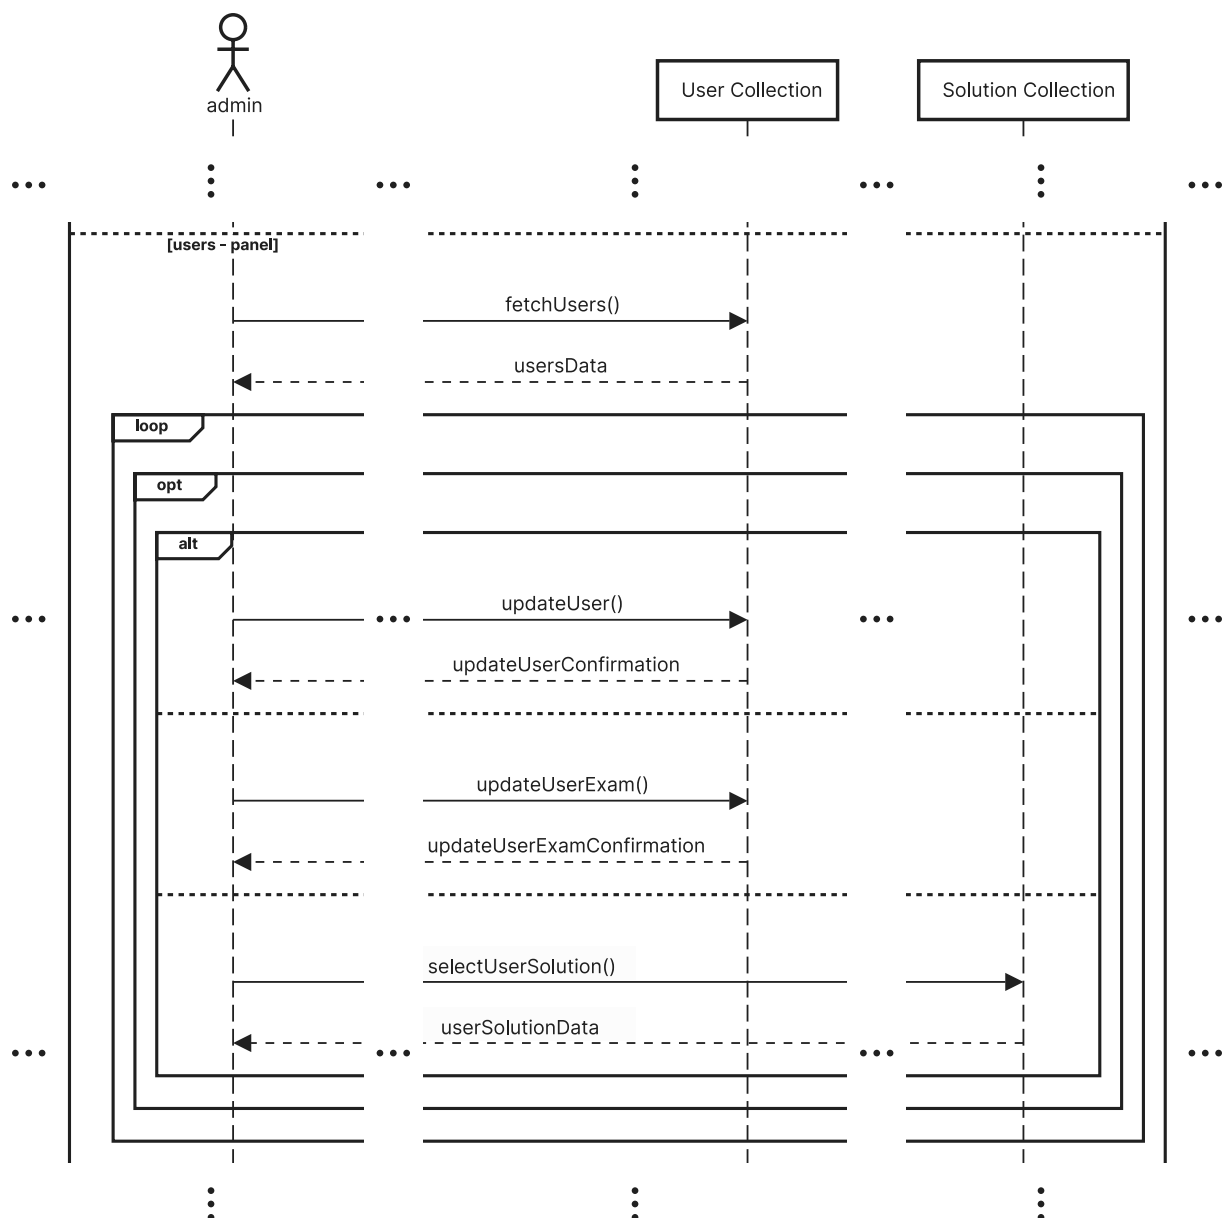 admin
User Collection
Solution Collection
[users - panel]
fetchUsers()
usersData
loop
opt
alt
updateUser()
updateUserConfirmation
updateUserExam()
updateUserExamConfirmation
selectUserSolution()
userSolutionData